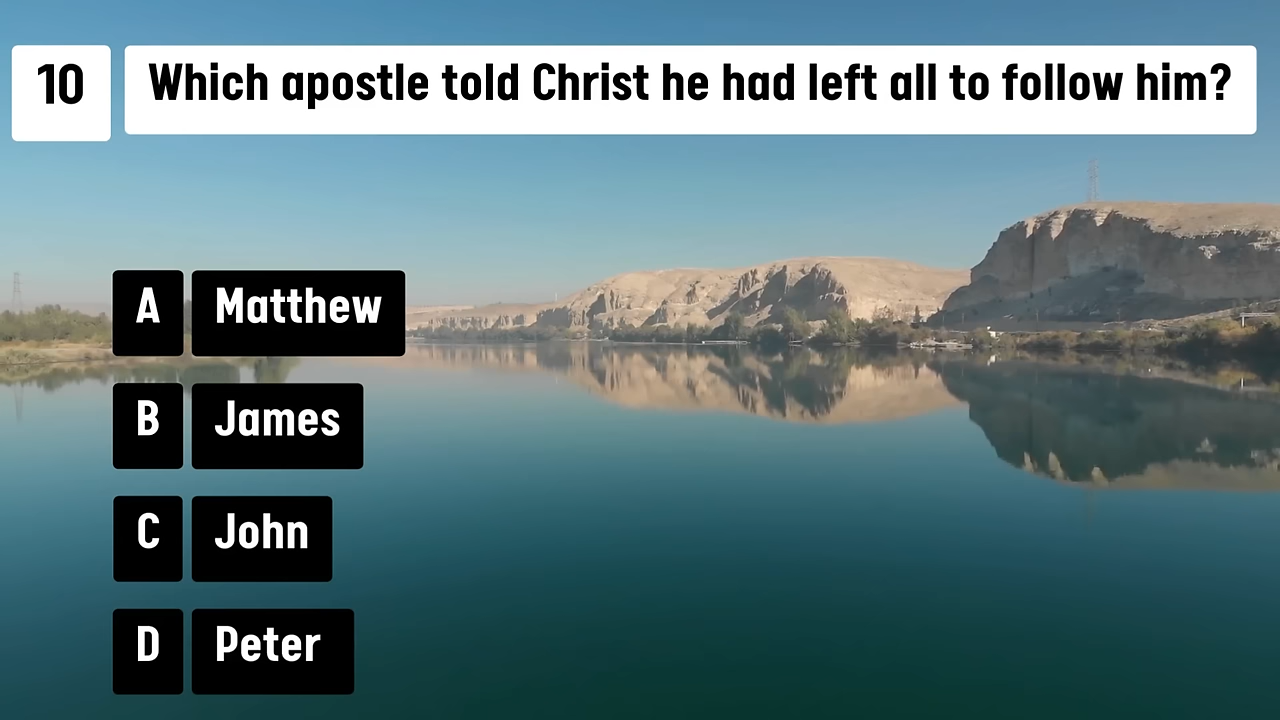 10 Which apostle told Christ he had left all to follow him?
A Matthew
B James
C John
D Peter